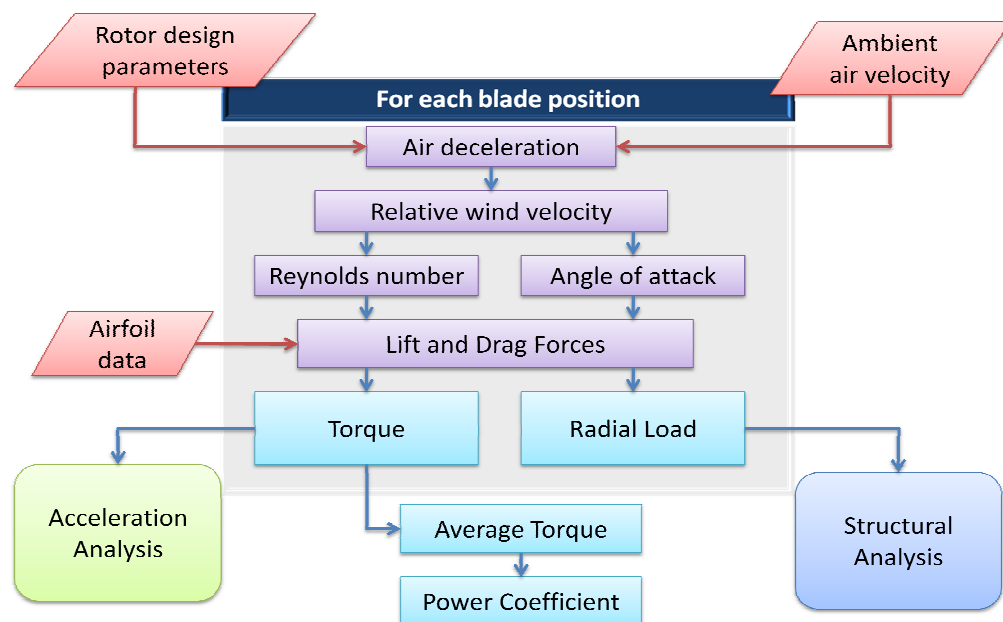 Rotor design
parameters
Ambient
air velocity
For each blade position
Air deceleration
Relative wind velocity
Reynolds number
Angle of attack
Airfoil
data
Lift and Drag Forces
Torque
Radial Load
Acceleration
Analysis
Average Torque
Structural
Analysis
Power Coefficient